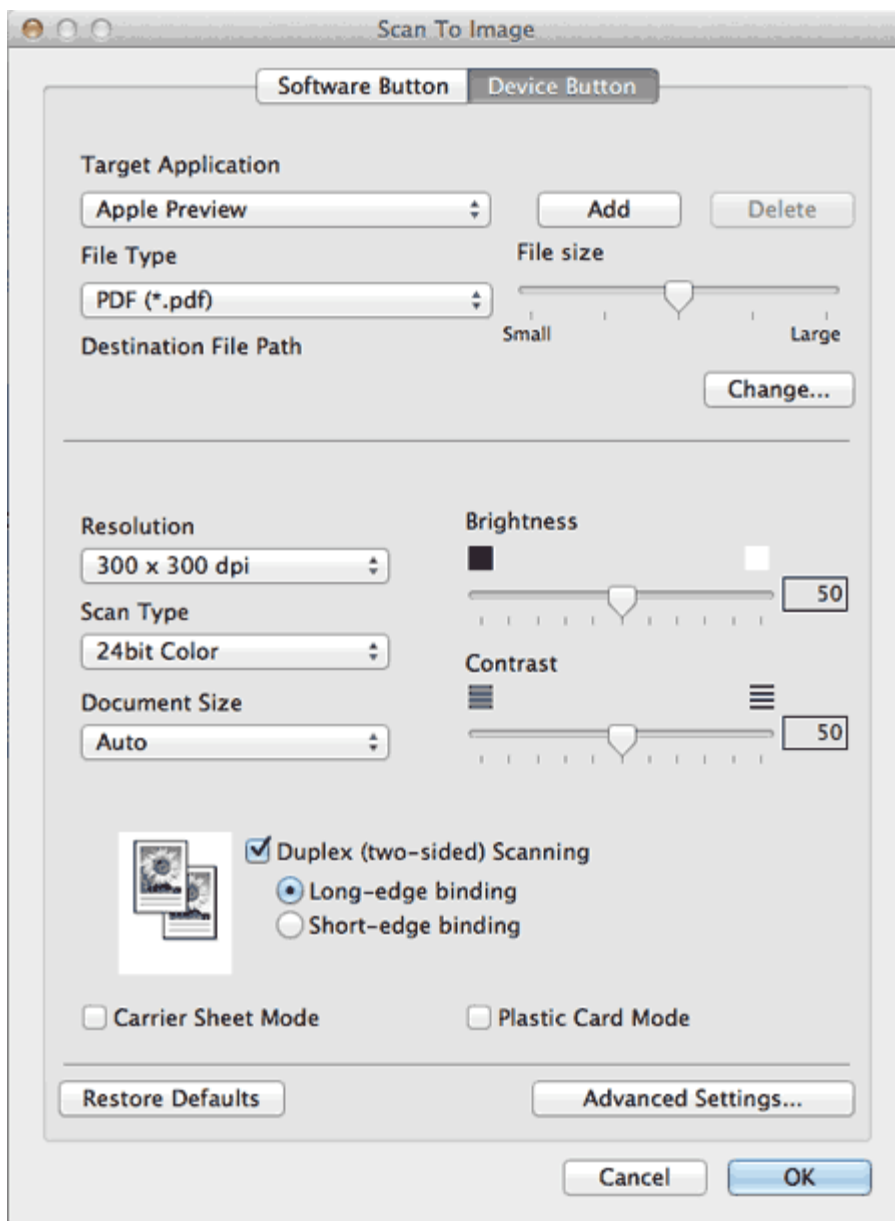 Scan To Image
Software Button Device Button
Target Application
Apple Preview Add Delete
File Type File size
PDF (*.pdf)
Small Large
Destination File Path
Change...
Resolution Brightness
300 x 300 dpi
50
Scan Type
24bit Color
Contrast
Document Size
Auto 50
Duplex (two-sided) Scanning
Long-edge binding
Short-edge binding
Carrier Sheet Mode Plastic Card Mode
Restore Defaults Advanced Settings...
Cancel OK